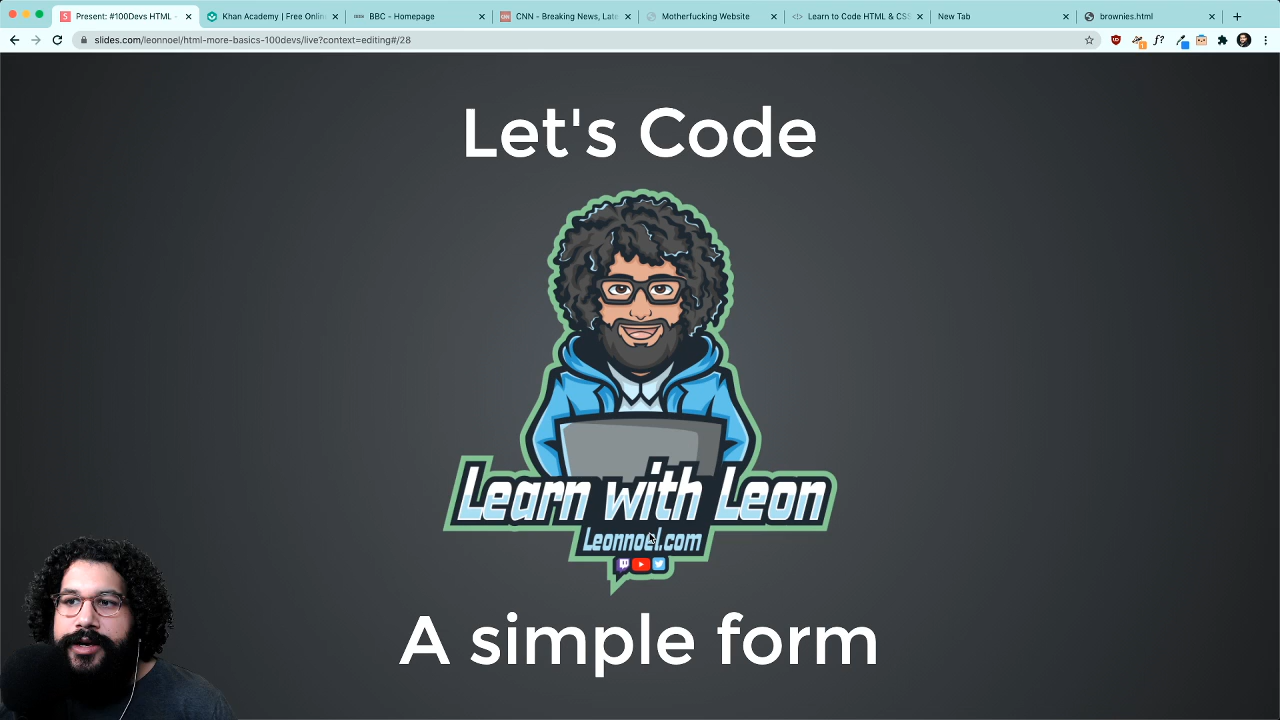 Present: #100Devs HTML -
Khan Academy | Free Onlin
BBC - Homepage
CNN - Breaking News, Late
Motherfucking Website
Learn to Code HTML & CSS
New Tab
brownies.html
slides.com/leonnoel/html-more-basics-100devs/live?context=editing#/28
Let's Code
Learn with Leon
Leonnoel.com
A simple form